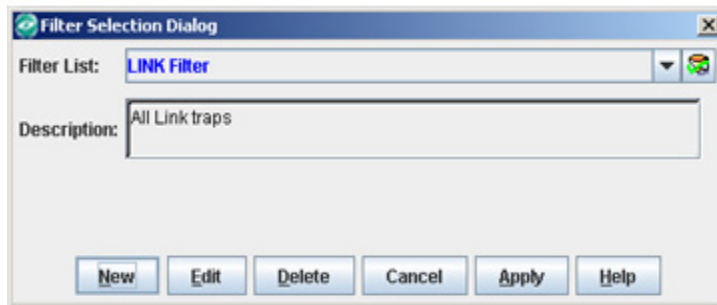 Filter Selection Dialog
Filter List: LINK Filter
Description: All Link traps
New Edit Delete Cancel Apply Help